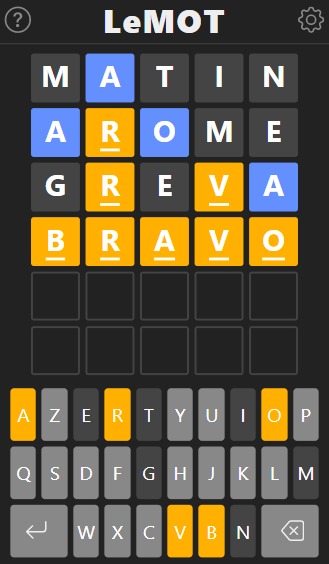 ? LeMOT
M A T I N
A R O M E
G R E V A
B R A V O
A Z E R T Y U I O P
Q S D F G H J K L M
W X C V B N